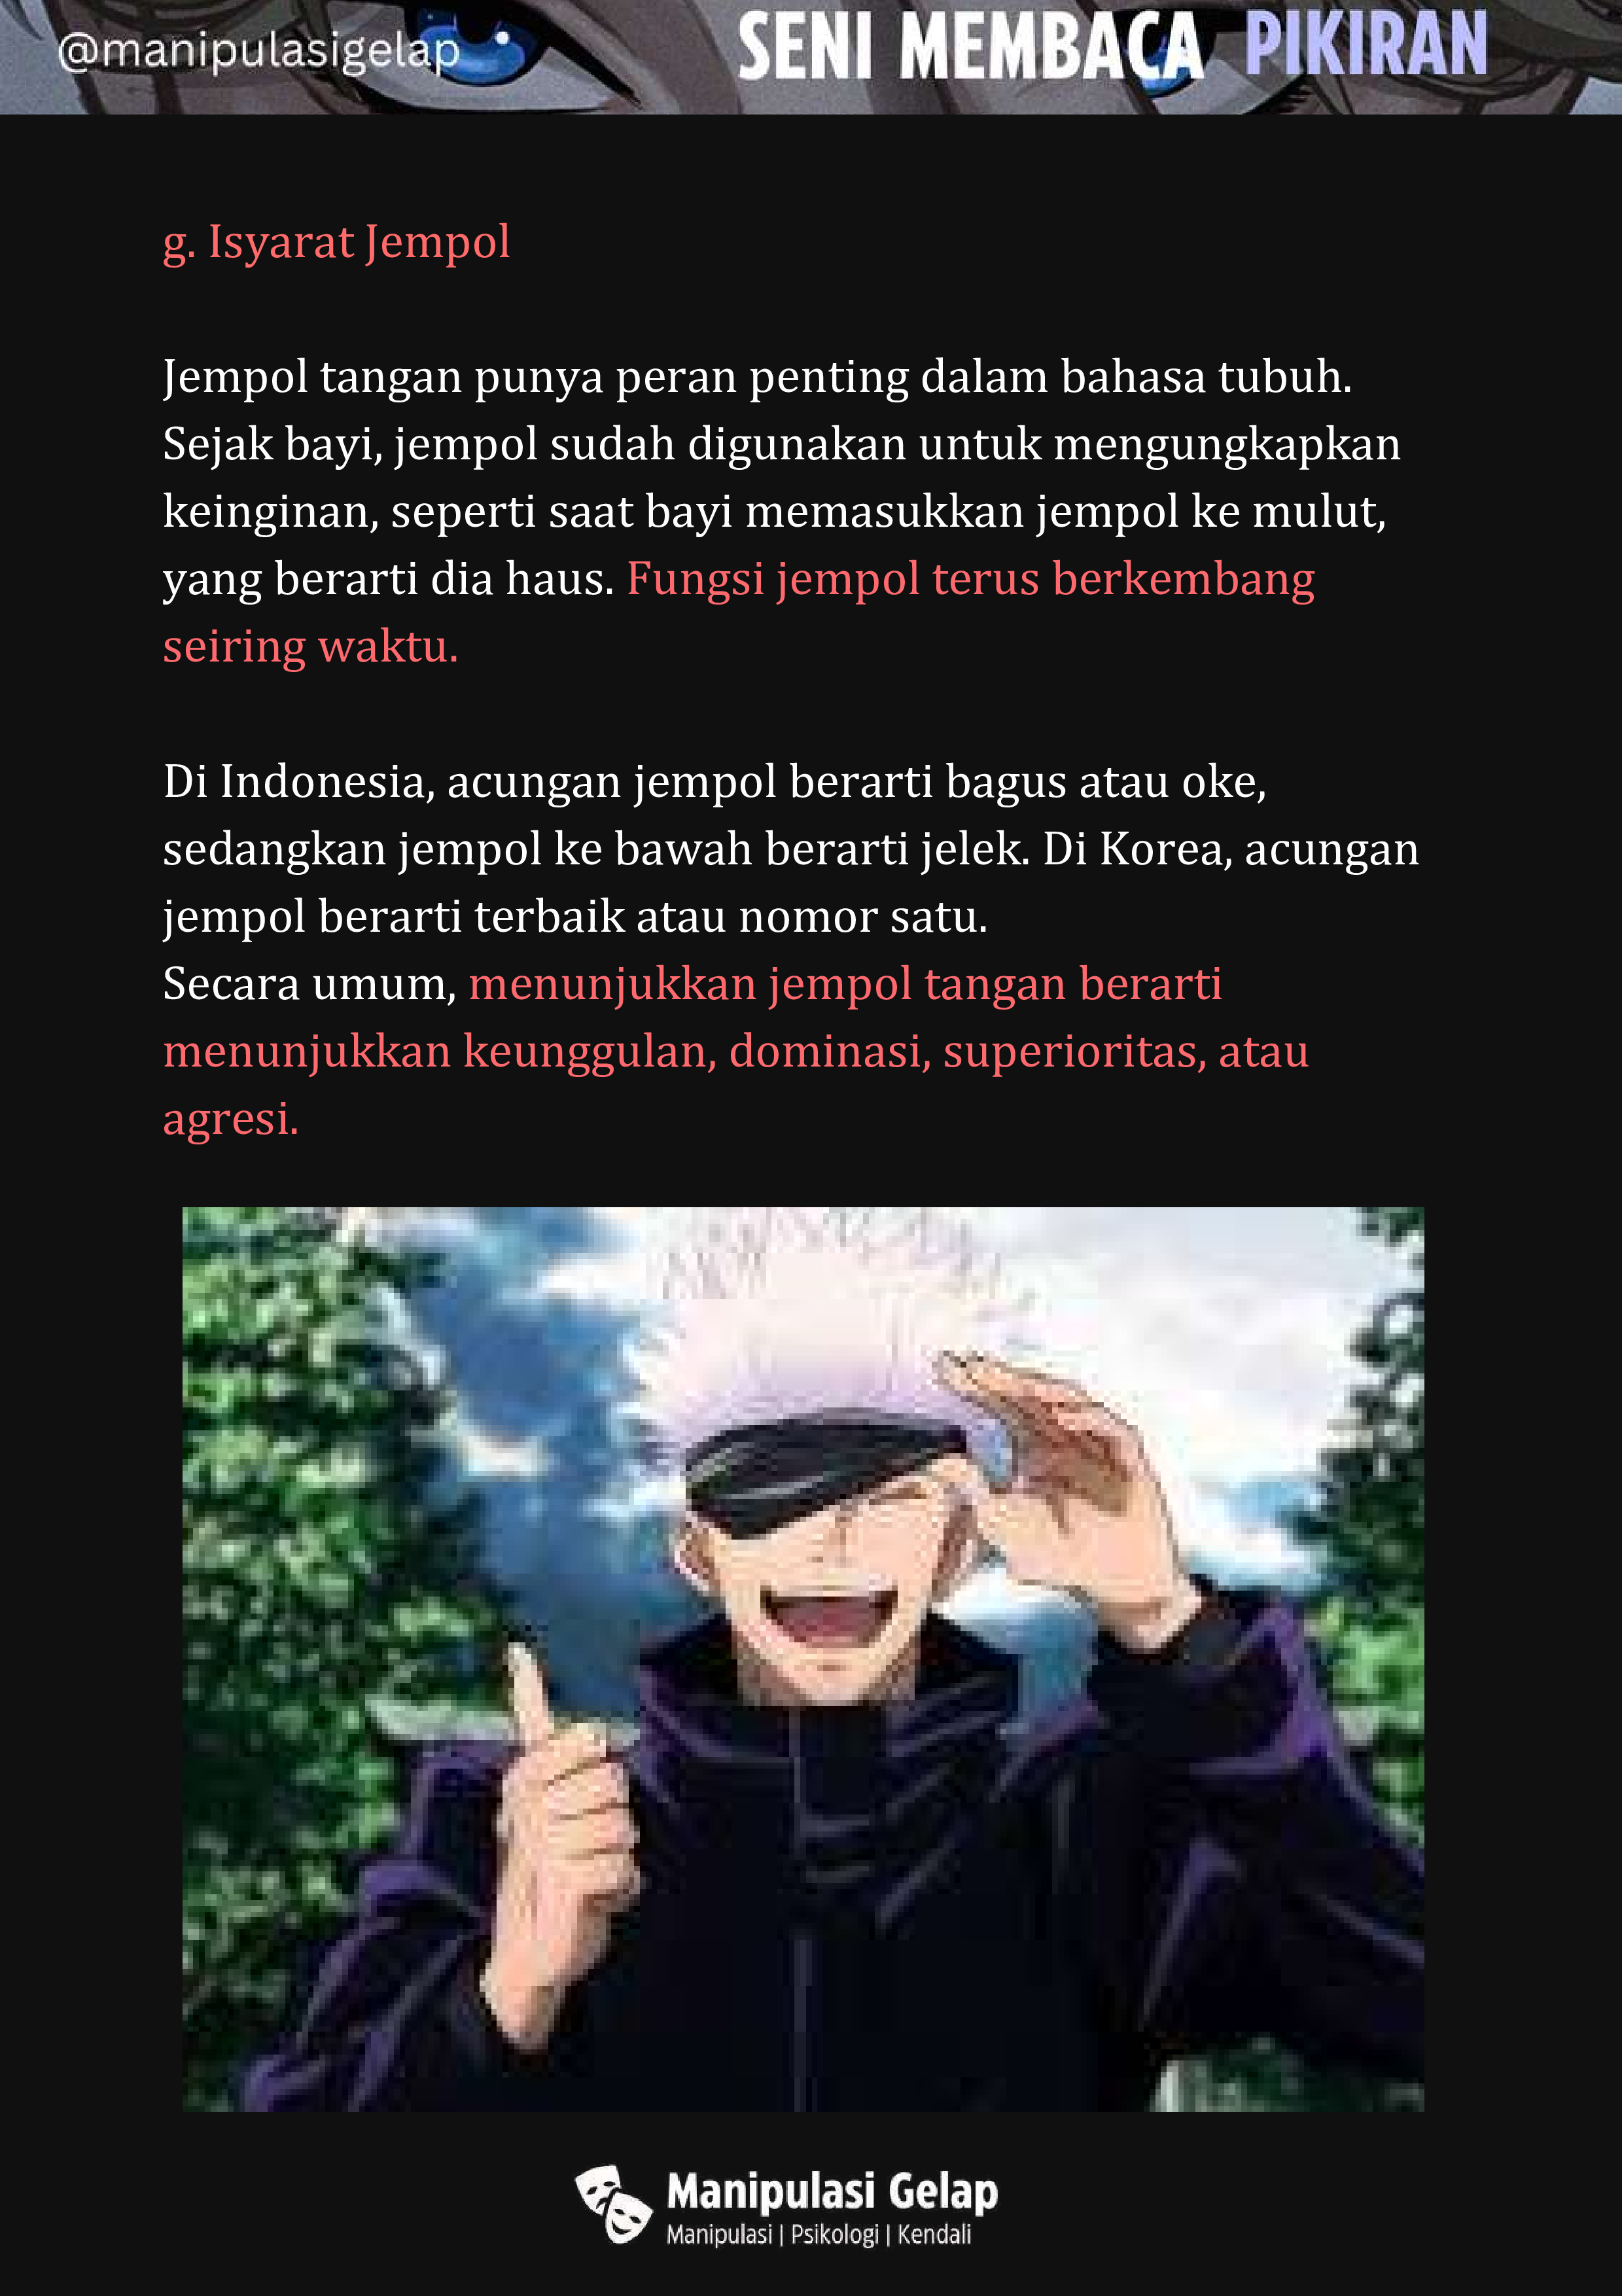 @manipulasigelap
SENI MEMBACA PIKIRAN
g. Isyarat Jempol
Jempol tangan punya peran penting dalam bahasa tubuh.
Sejak bayi, jempol sudah digunakan untuk mengungkapkan
keinginan, seperti saat bayi memasukkan jempol ke mulut,
yang berarti dia haus. Fungsi jempol terus berkembang
seiring waktu.
Di Indonesia, acungan jempol berarti bagus atau oke,
sedangkan jempol ke bawah berarti jelek. Di Korea, acungan
jempol berarti terbaik atau nomor satu.
Secara umum, menunjukkan jempol tangan berarti
menunjukkan keunggulan, dominasi, superioritas, atau
agresi.
Manipulasi Gelap
Manipulasi | Psikologi | Kendali